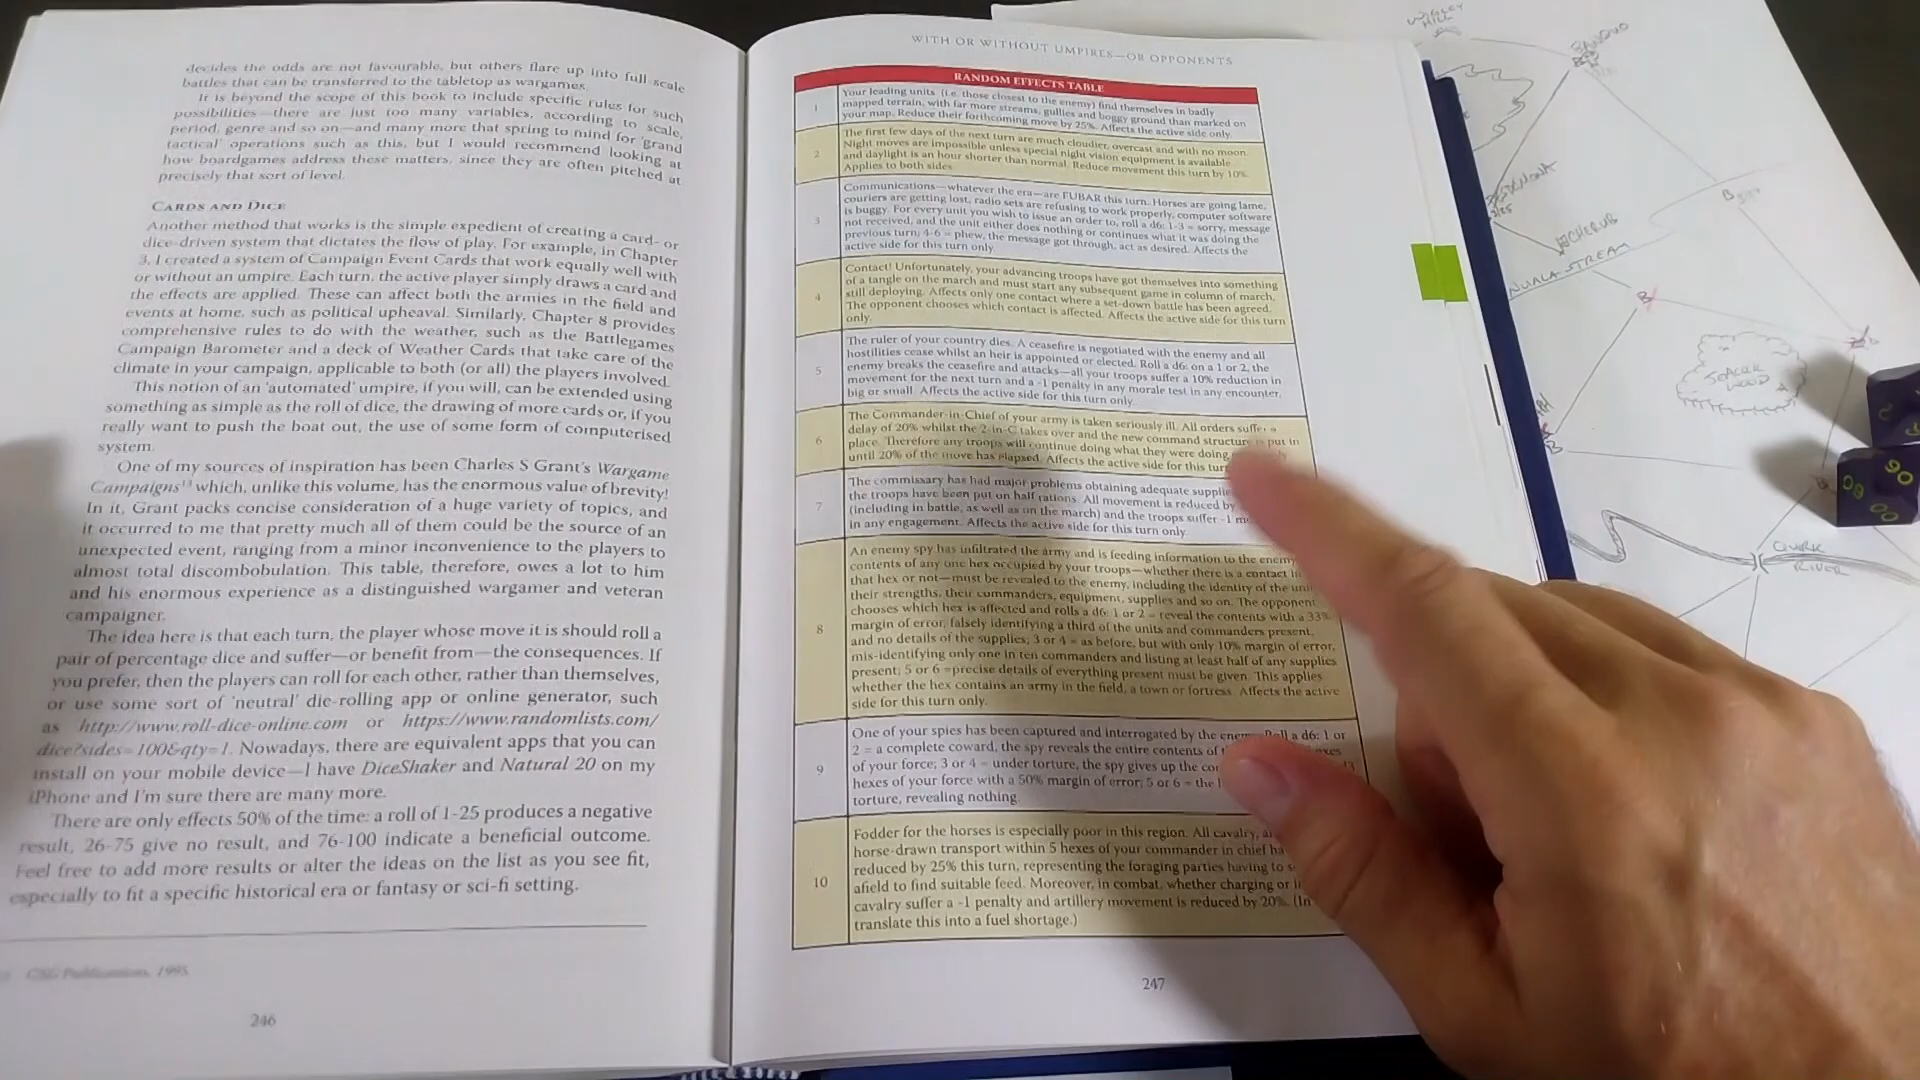 decides the odds are not favourable, but others flare up into full scale
battles that can be transferred to the tabletop as wargames.
It is beyond the scope of this book to include specific rules for such
possibilities—there are just too many variables, according to scale,
period, genre and so on—and many more that spring to mind for 'grand
tactical' operations such as this, but I would recommend looking at
how boardgames address these matters, since they are often pitched at
precisely that sort of level.
CARDS AND DICE
Another method that works is the simple expedient of creating a card- or
dice-driven system that dictates the flow of play. For example, in Chapter
3, I created a system of Campaign Event Cards that work equally well with
or without an umpire. Each turn, the active player simply draws a card and
the effects are applied. These can affect both the armies in the field and
events at home, such as political upheaval. Similarly, Chapter 8 provides
comprehensive rules to do with the weather, such as the Battlegames
Campaign Barometer and a deck of Weather Cards that take care of the
climate in your campaign, applicable to both (or all) the players involved.
This notion of an 'automated' umpire, if you will, can be extended using
something as simple as the roll of dice, the drawing of more cards or, if you
really want to push the boat out, the use of some form of computerised
system.
One of my sources of inspiration has been Charles S Grant's Wargame
Campaigns¹³ which, unlike this volume, has the enormous value of brevity!
In it, Grant packs concise consideration of a huge variety of topics, and
it occurred to me that pretty much all of them could be the source of an
unexpected event, ranging from a minor inconvenience to the players to
almost total discombobulation. This table, therefore, owes a lot to him
and his enormous experience as a distinguished wargamer and veteran
campaigner.
The idea here is that each turn, the player whose move it is should roll a
pair of percentage dice and suffer—or benefit from—the consequences. If
you prefer, then the players can roll for each other, rather than themselves,
or use some sort of 'neutral' die-rolling app or online generator, such
as http://www.roll-dice-online.com or https://www.randomlists.com/
dice?sides=100&qty=1. Nowadays, there are equivalent apps that you can
install on your mobile device—I have DiceShaker and Natural 20 on my
iPhone and I'm sure there are many more.
There are only effects 50% of the time: a roll of 1-25 produces a negative
result, 26-75 give no result, and 76-100 indicate a beneficial outcome.
Feel free to add more results or alter the ideas on the list as you see fit,
especially to fit a specific historical era or fantasy or sci-fi setting.
CSG Publications, 1995
246
WITH OR WITHOUT UMPIRES—OR OPPONENTS
RANDOM EFFECTS TABLE
1
Your leading units (i.e. those closest to the enemy) find themselves in badly
mapped terrain, with far more streams, gullies and boggy ground than marked on
your map. Reduce their forthcoming move by 25%. Affects the active side only.
2
The first few days of the next turn are much cloudier, overcast and with no moon.
Night moves are impossible unless special night vision equipment is available
and daylight is an hour shorter than normal. Reduce movement this turn by 10%.
Applies to both sides.
3
Communications—whatever the era—are FUBAR this turn. Horses are going lame,
couriers are getting lost, radio sets are refusing to work properly, computer software
is buggy. For every unit you wish to issue an order to, roll a d6: 1-3 = sorry, message
not received, and the unit either does nothing or continues what it was doing the
previous turn; 4-6 = phew, the message got through, act as desired. Affects the
active side for this turn only.
4
Contact! Unfortunately, your advancing troops have got themselves into something
of a tangle on the march and must start any subsequent game in column of march,
still deploying. Affects only one contact where a set-down battle has been agreed.
The opponent chooses which contact is affected. Affects the active side for this turn
only.
5
The ruler of your country dies. A ceasefire is negotiated with the enemy and all
hostilities cease whilst an heir is appointed or elected. Roll a d6: on a 1 or 2, the
enemy breaks the ceasefire and attacks—all your troops suffer a 10% reduction in
movement for the next turn and a -1 penalty in any morale test in any encounter,
big or small. Affects the active side for this turn only.
6
The Commander-in-Chief of your army is taken seriously ill. All orders suffer a
delay of 20% whilst the 2-in-C takes over and the new command structure is put in
place. Therefore any troops will continue doing what they were doing
until 20% of the move has elapsed. Affects the active side for this turn
7
The commissary has had major problems obtaining adequate
the troops have been put on half rations. All movement is reduced by
(including in battle, as well as on the march) and the troops suffer -1
in any engagement. Affects the active side for this turn only.
8
An enemy spy has infiltrated the army and is feeding information to the enemy
contents of any one hex occupied by your troops—whether there is a contact in
that hex or not—must be revealed to the enemy, including the identity of the
their strengths, their commanders, equipment, supplies and so on. The opponent
chooses which hex is affected and rolls a d6: 1 or 2 = reveal the contents with a 33%
margin of error, falsely identifying a third of the units and commanders present,
and no details of the supplies; 3 or 4 = as before, but with only 10% margin of error,
mis-identifying only one in ten commanders and listing at least half of any supplies
present; 5 or 6 =precise details of everything present must be given. This applies
whether the hex contains an army in the field, a town or fortress. Affects the active
side for this turn only.
9
One of your spies has been captured and interrogated by the enemy. Roll a d6: 1 or
2 = a complete coward, the spy reveals the entire contents of hexes
of your force; 3 or 4 = under torture, the spy gives up the
hexes of your force with a 50% margin of error; 5 or 6 = the
torture, revealing nothing.
10
Fodder for the horses is especially poor in this region. All cavalry,
horse-drawn transport within 5 hexes of your commander in chief
reduced by 25% this turn, representing the foraging parties having to
afield to find suitable feed. Moreover, in combat, whether charging or
cavalry suffer a -1 penalty and artillery movement is reduced by 20%. (In
translate this into a fuel shortage.)
247
WIGLEY
HILL
BANQUO
NUALA STREAM
WOOD
QUIRK
RIVER
90